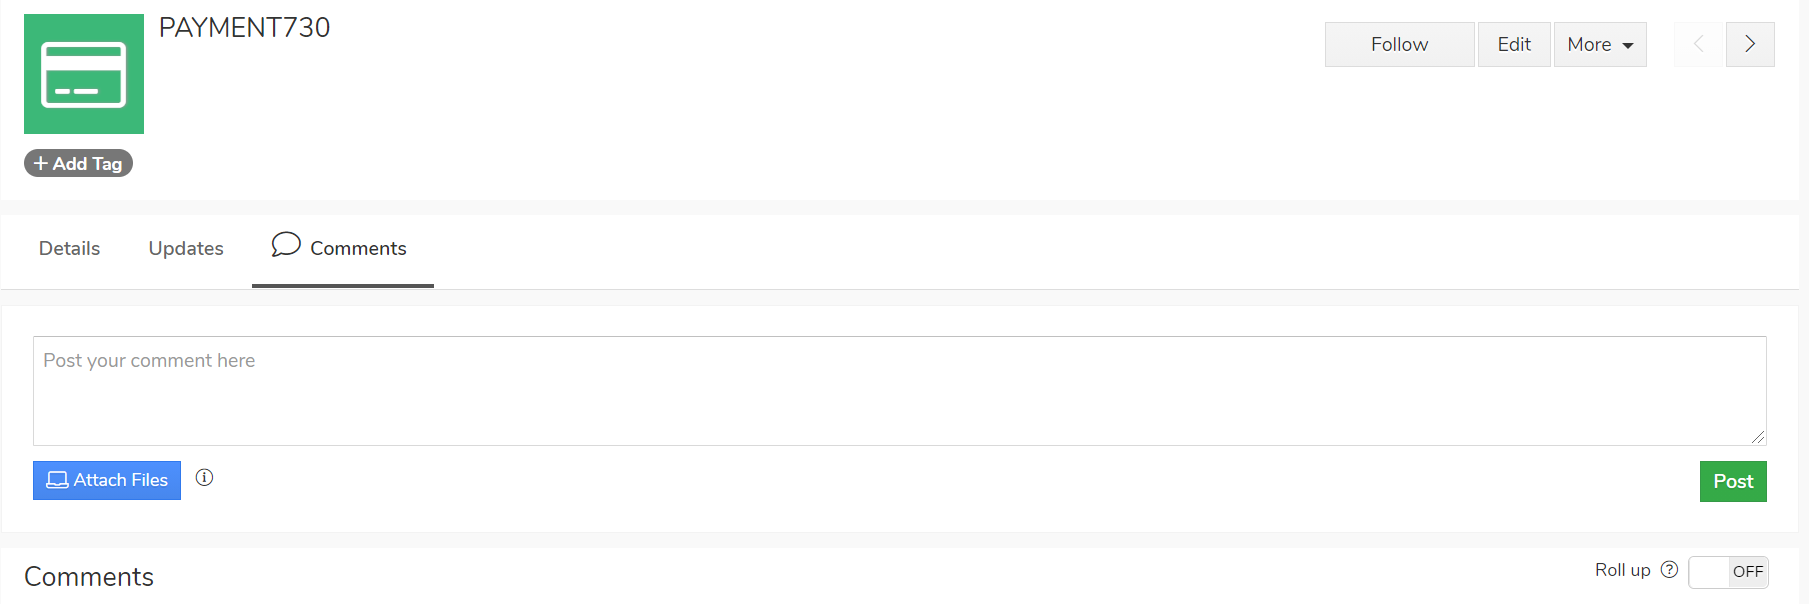 PAYMENT730
Follow
Edit
More
+ Add Tag
Details
Updates
Comments
Post your comment here
Attach Files
Post
Comments
Roll up
OFF